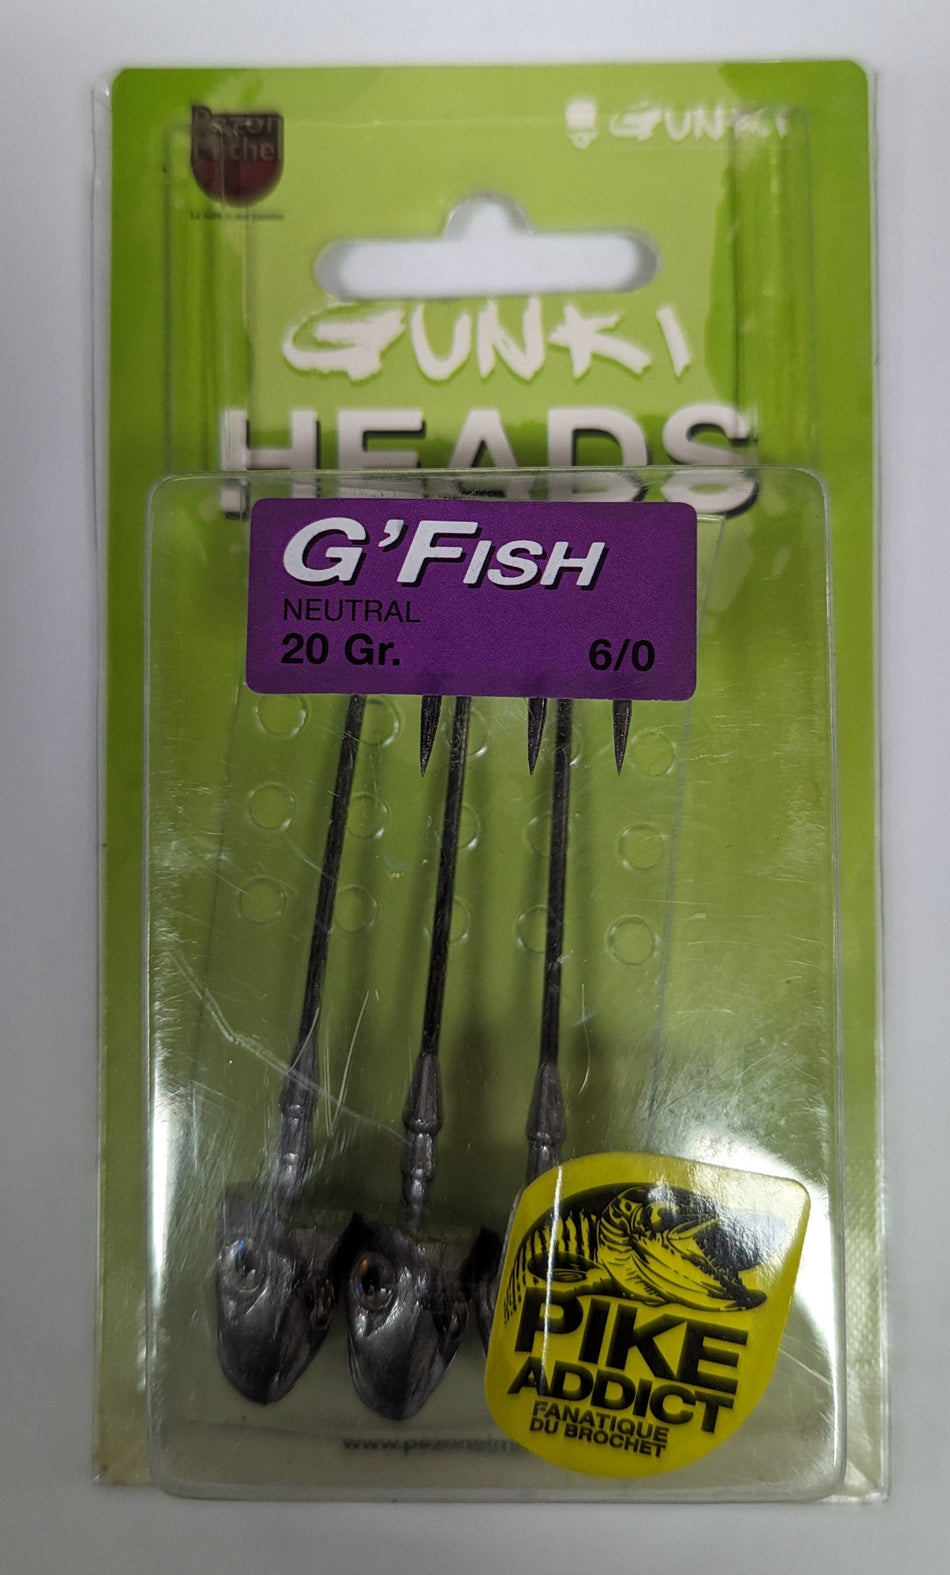 GUNKI
GUNKI
HEADS
G'FISH
NEUTRAL
20 Gr.
6/0
PIKE
ADDICT
FANATIQUE
DU BROCHET